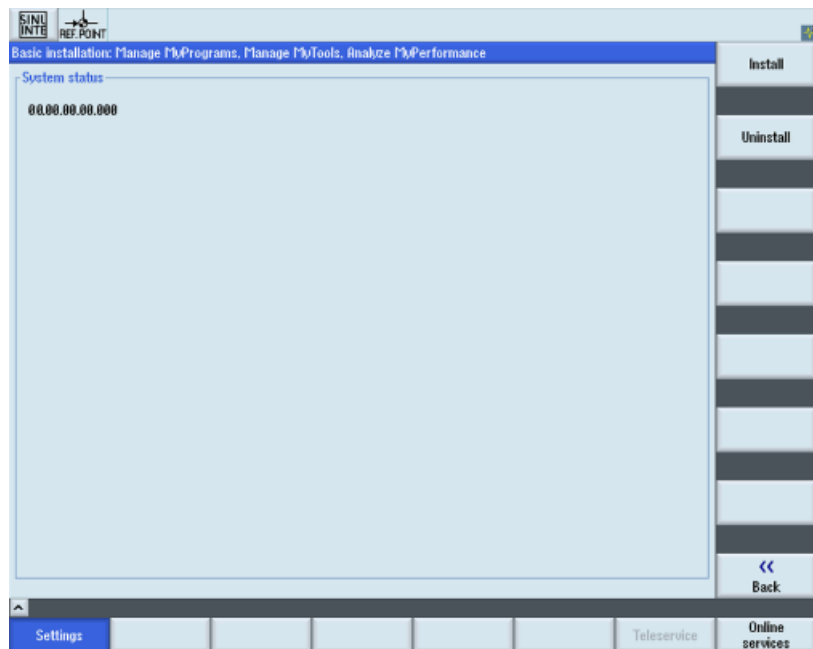 SINU
INTE
REF.POINT
Basic installation: Manage MyPrograms, Manage MyTools, Analyze MyPerformance
Install
System status
00.00.00.00.000
Uninstall
<<
Back
Settings
Teleservice
Online
services